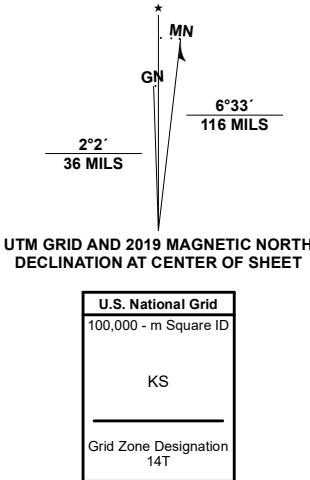 ★
MN
GN
6°33´
116 MILS
2°2´
36 MILS
UTM GRID AND 2019 MAGNETIC NORTH
DECLINATION AT CENTER OF SHEET
U.S. National Grid
100,000 - m Square ID
KS
Grid Zone Designation
14T